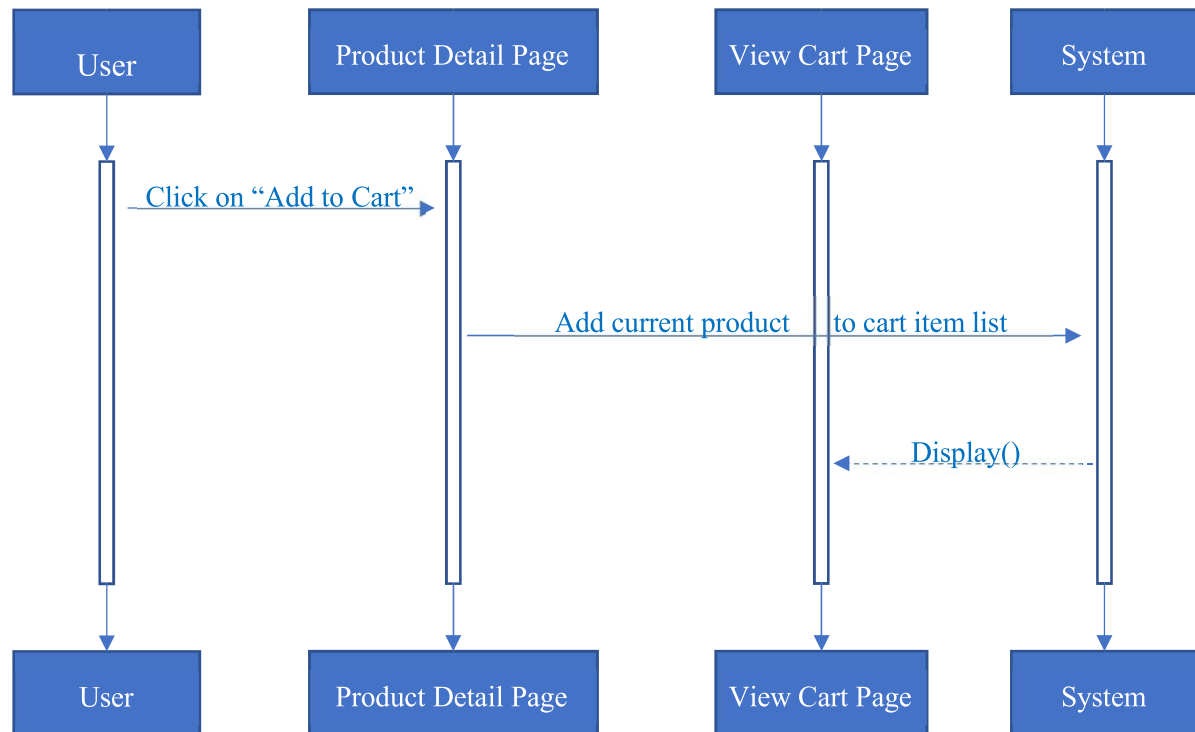 User
Product Detail Page
View Cart Page
System
Click on “Add to Cart”
Add current product to cart item list
Display()
User
Product Detail Page
View Cart Page
System